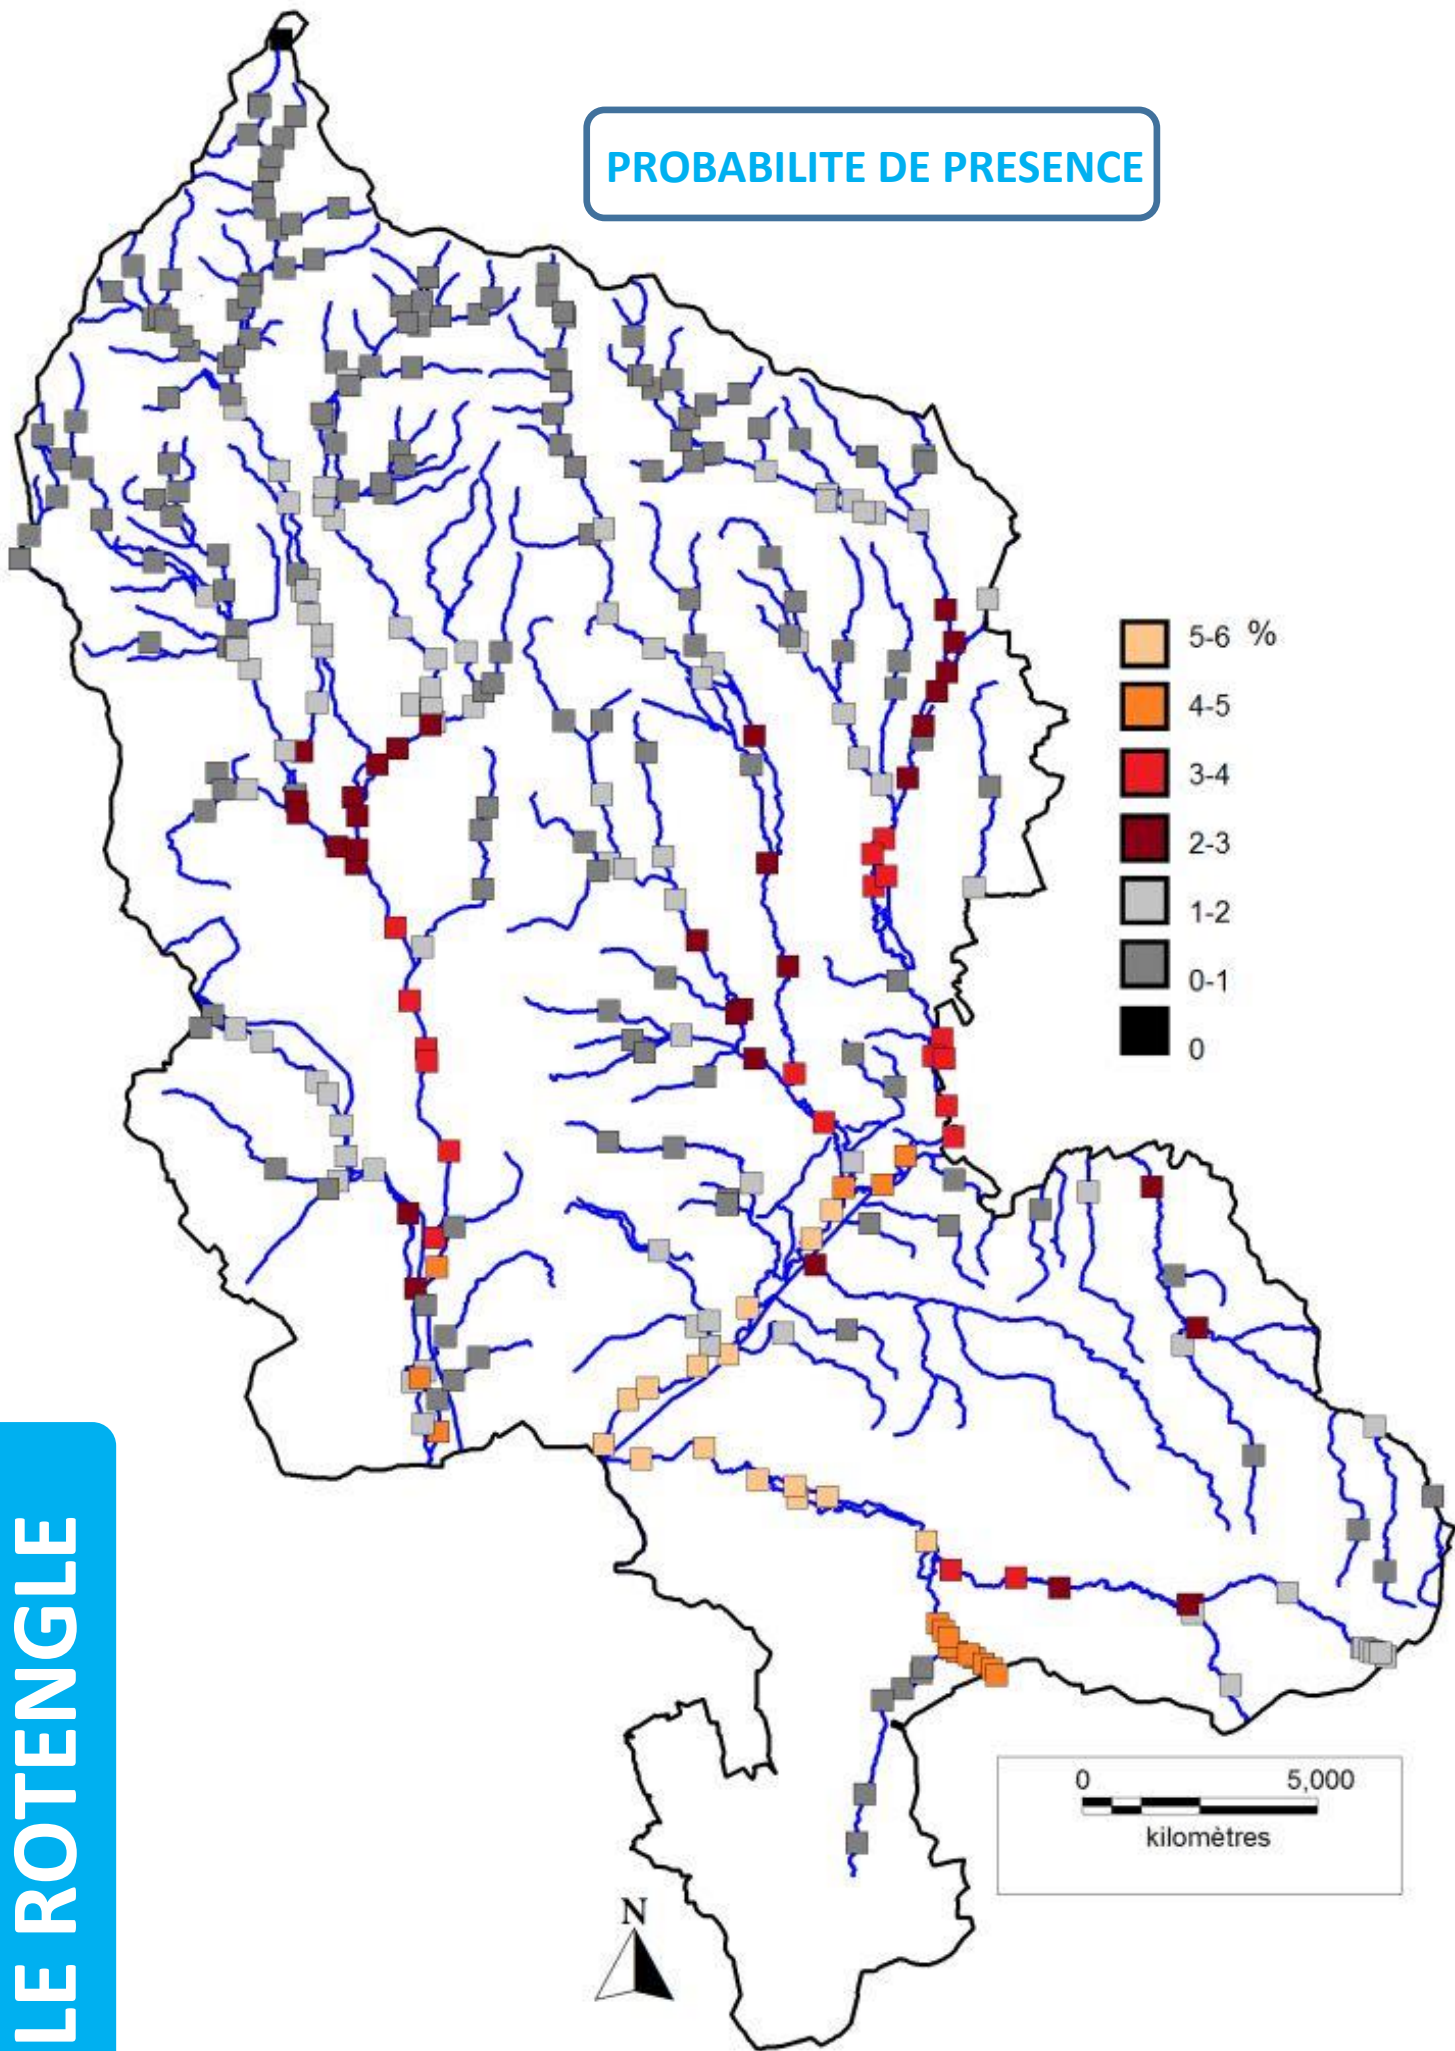 PROBABILITE DE PRESENCE
5-6 %
4-5
3-4
2-3
1-2
0-1
0
LE ROTENGLE
0 5,000
kilomètres
N